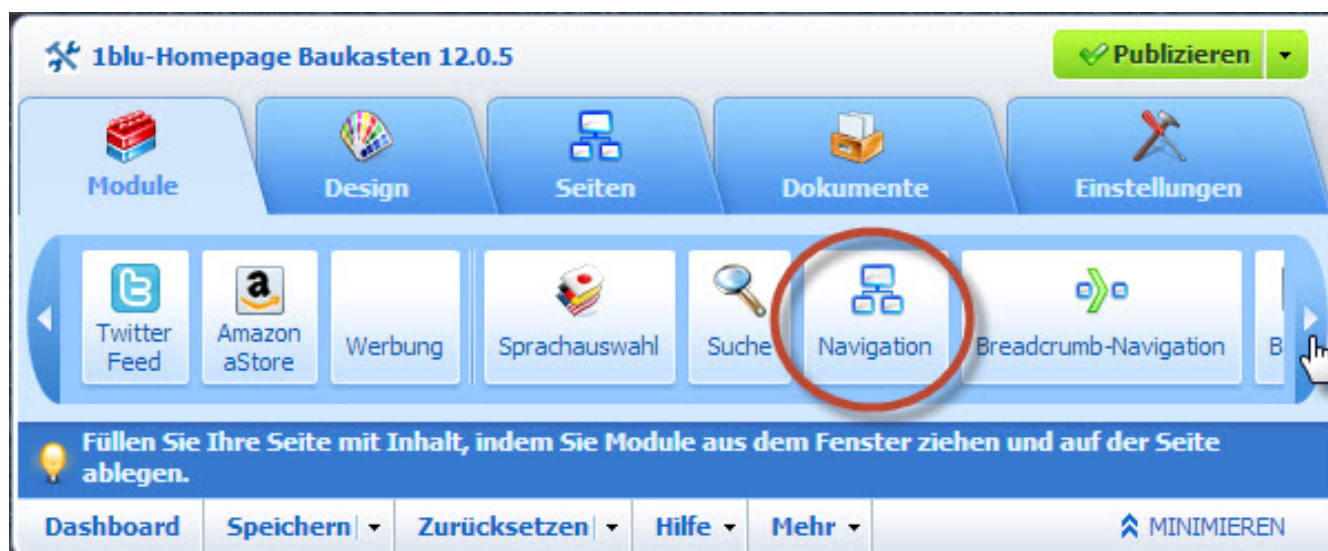 1blu-Homepage Baukasten 12.0.5
Publizieren
Module
Design
Seiten
Dokumente
Einstellungen
Twitter
Feed
Amazon
aStore
Werbung
Sprachauswahl
Suche
Navigation
Breadcrumb-Navigation
B
Füllen Sie Ihre Seite mit Inhalt, indem Sie Module aus dem Fenster ziehen und auf der Seite
ablegen.
Dashboard
Speichern
Zurücksetzen
Hilfe
Mehr
MINIMIEREN